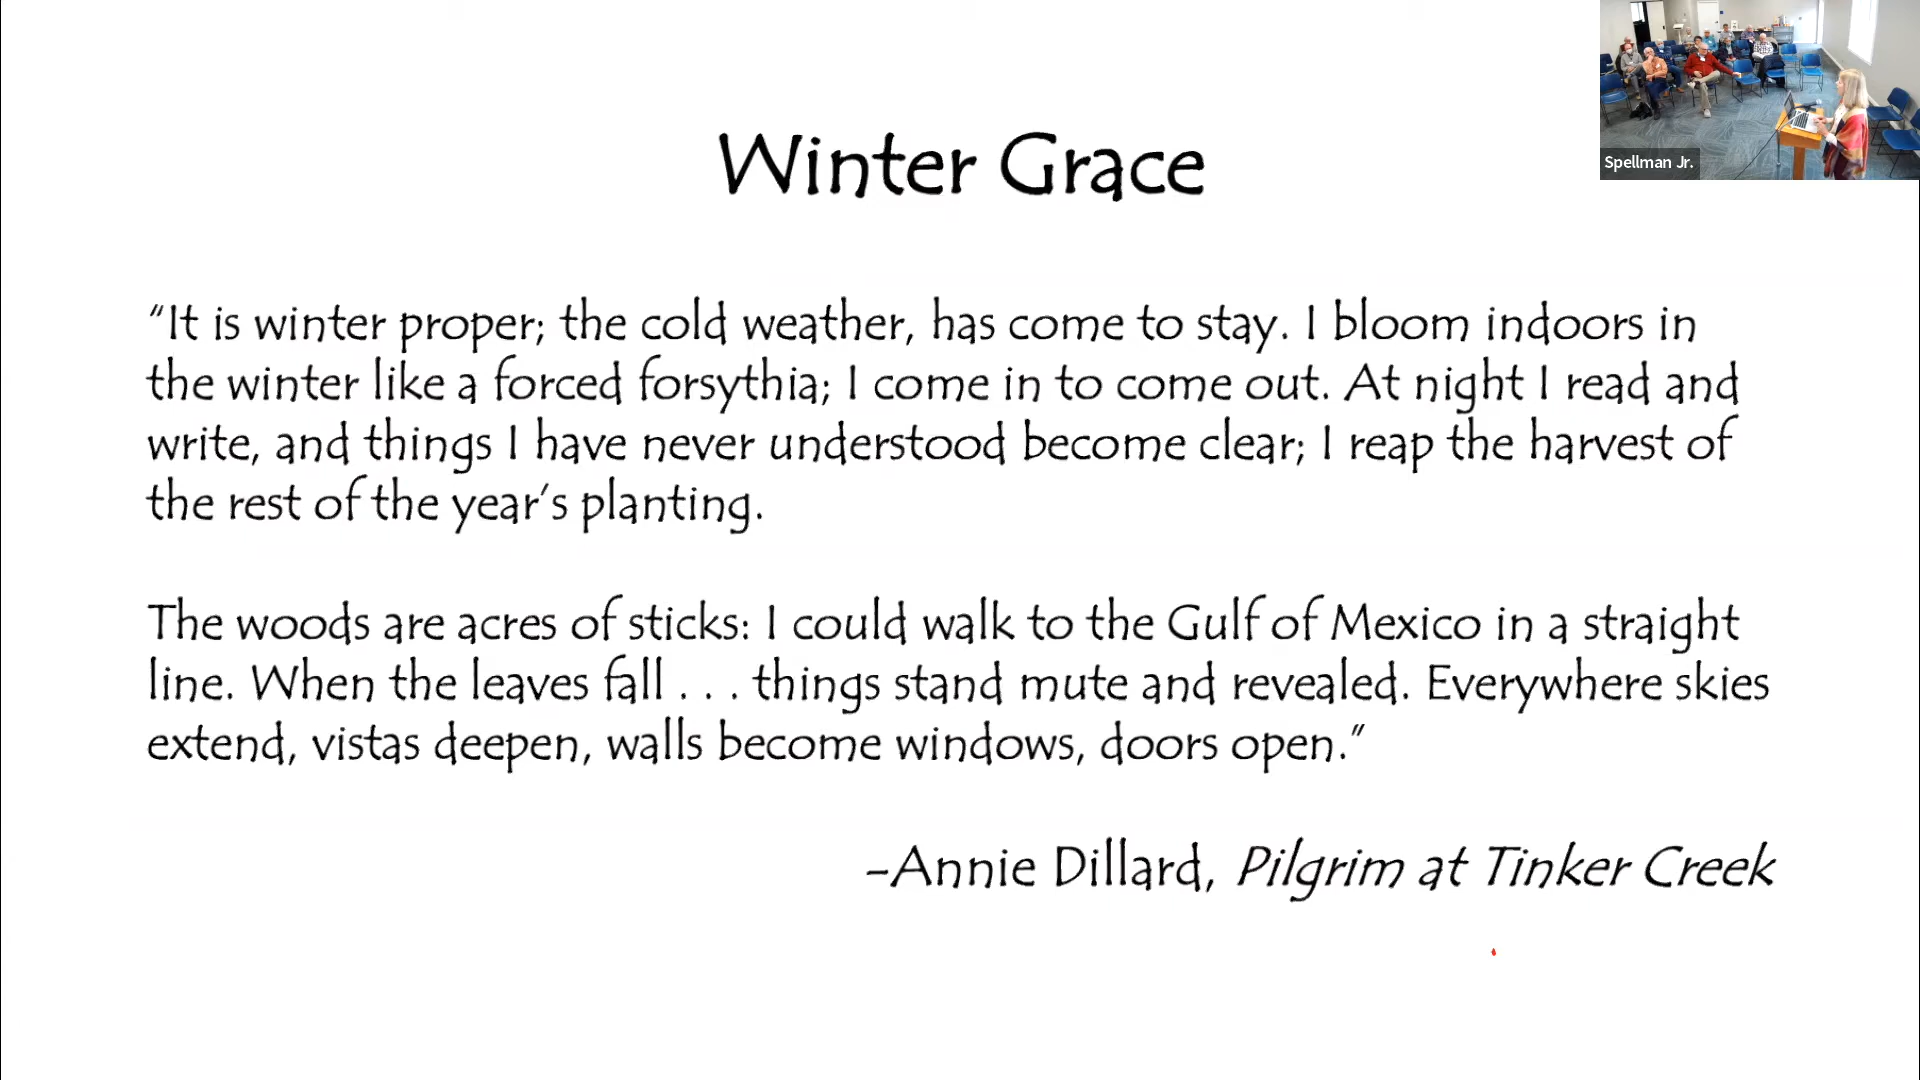 Winter Grace
Spellman Jr.
“It is winter proper; the cold weather, has come to stay. I bloom indoors in
the winter like a forced forsythia; I come in to come out. At night I read and
write, and things I have never understood become clear; I reap the harvest of
the rest of the year’s planting.
The woods are acres of sticks: I could walk to the Gulf of Mexico in a straight
line. When the leaves fall . . . things stand mute and revealed. Everywhere skies
extend, vistas deepen, walls become windows, doors open.”
–Annie Dillard, Pilgrim at Tinker Creek